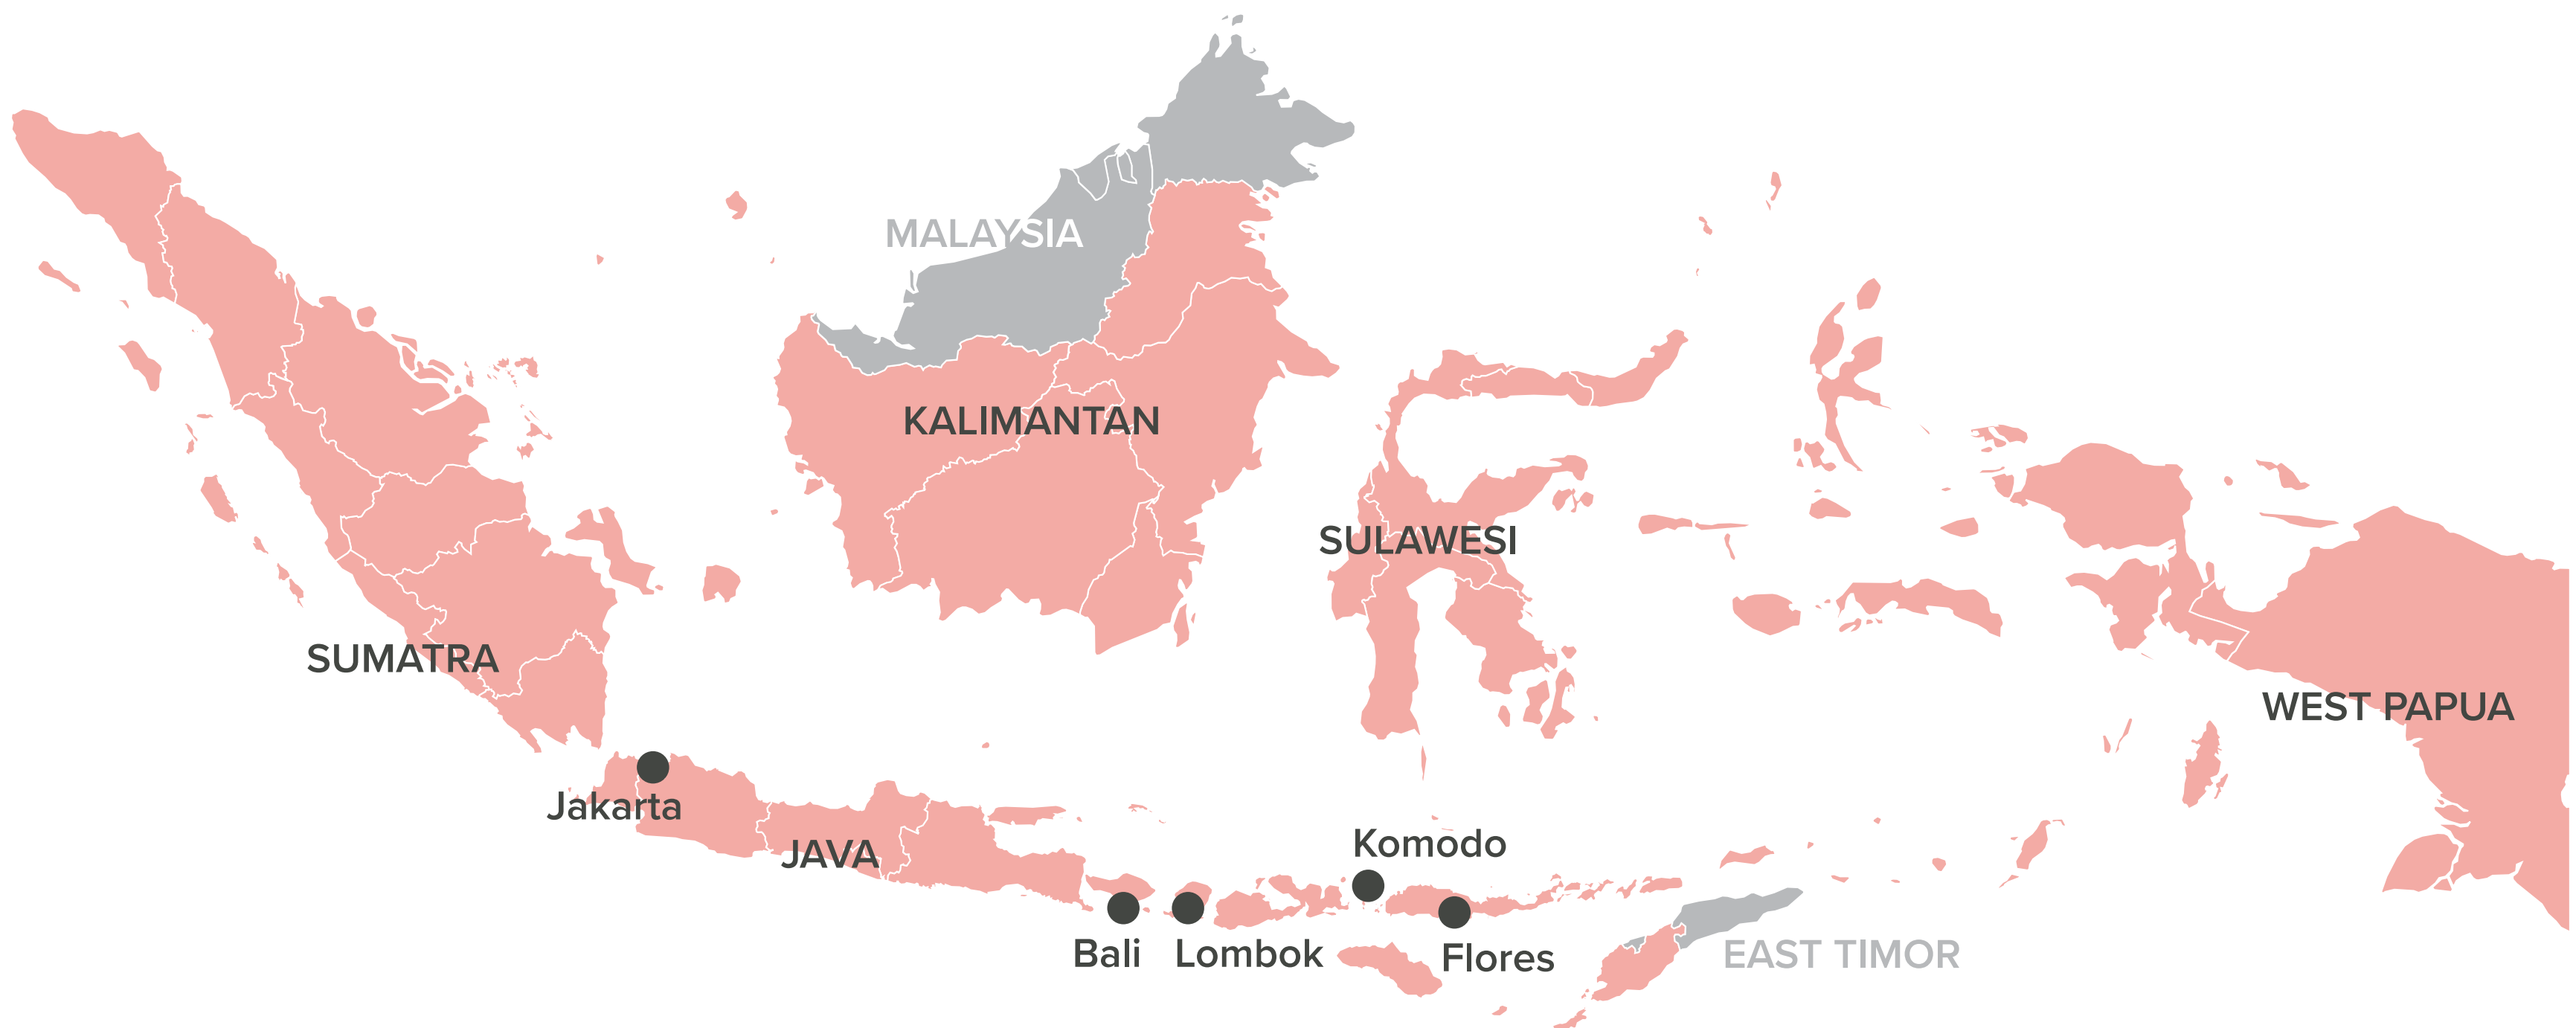 MALAYSIA
KALIMANTAN
SULAWESI
SUMATRA
WEST PAPUA
Jakarta
JAVA
Komodo
Bali
Lombok
Flores
EAST TIMOR